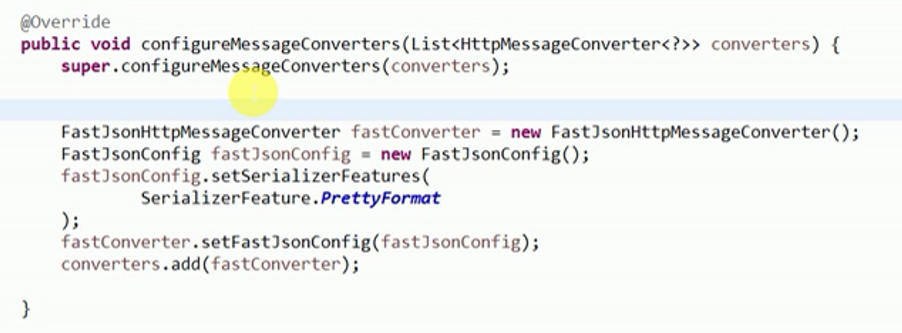 @Override
public void configureMessageConverters(List<HttpMessageConverter<?>> converters) {
super.configureMessageConverters(converters);
FastJsonHttpMessageConverter fastConverter = new FastJsonHttpMessageConverter();
FastJsonConfig fastJsonConfig = new FastJsonConfig();
fastJsonConfig.setSerializerFeatures(
SerializerFeature.PrettyFormat
);
fastConverter.setFastJsonConfig(fastJsonConfig);
converters.add(fastConverter);
}